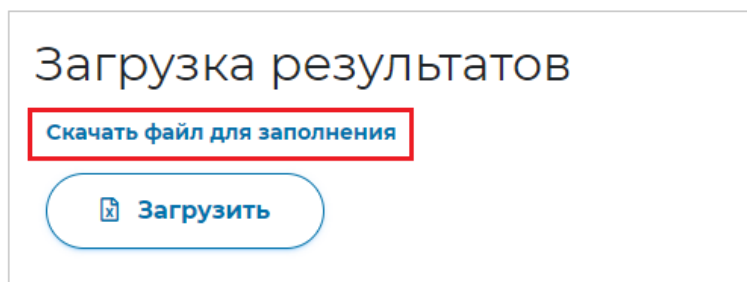 Загрузка результатов
Скачать файл для заполнения
Загрузить